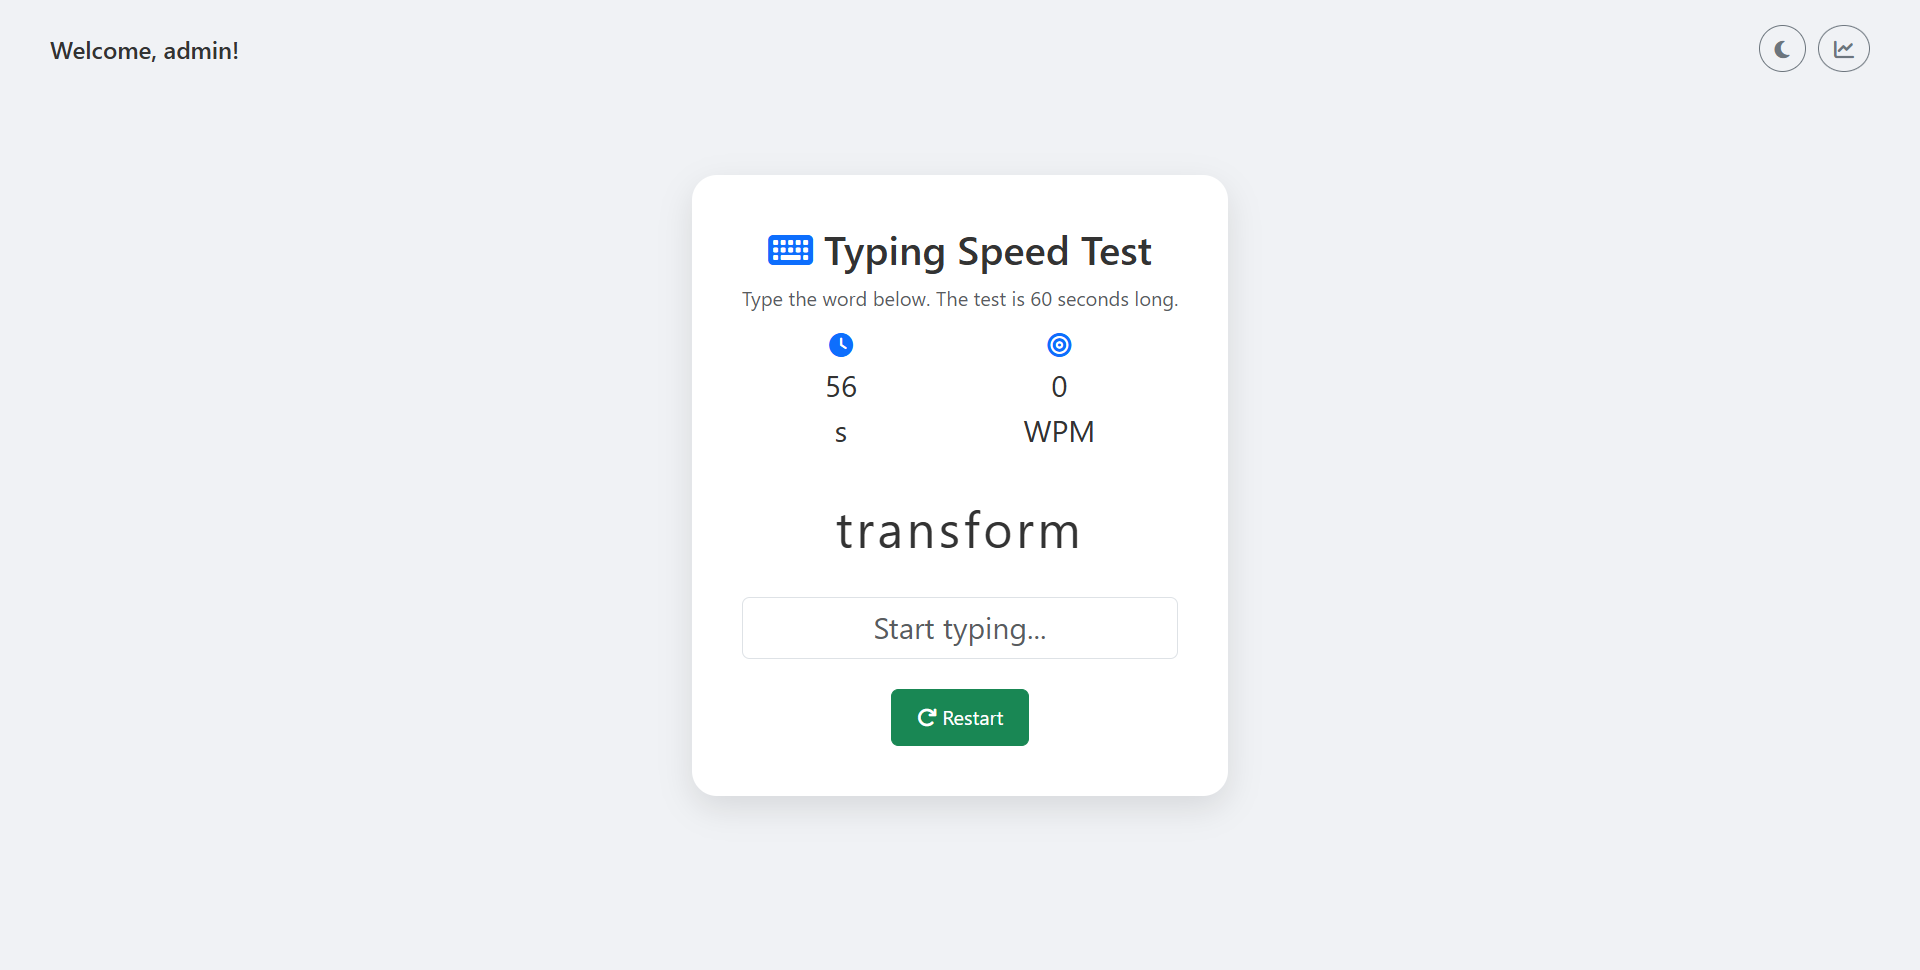 Welcome, admin!
Typing Speed Test
Type the word below. The test is 60 seconds long.
56
s
0
WPM
transform
Start typing...
Restart